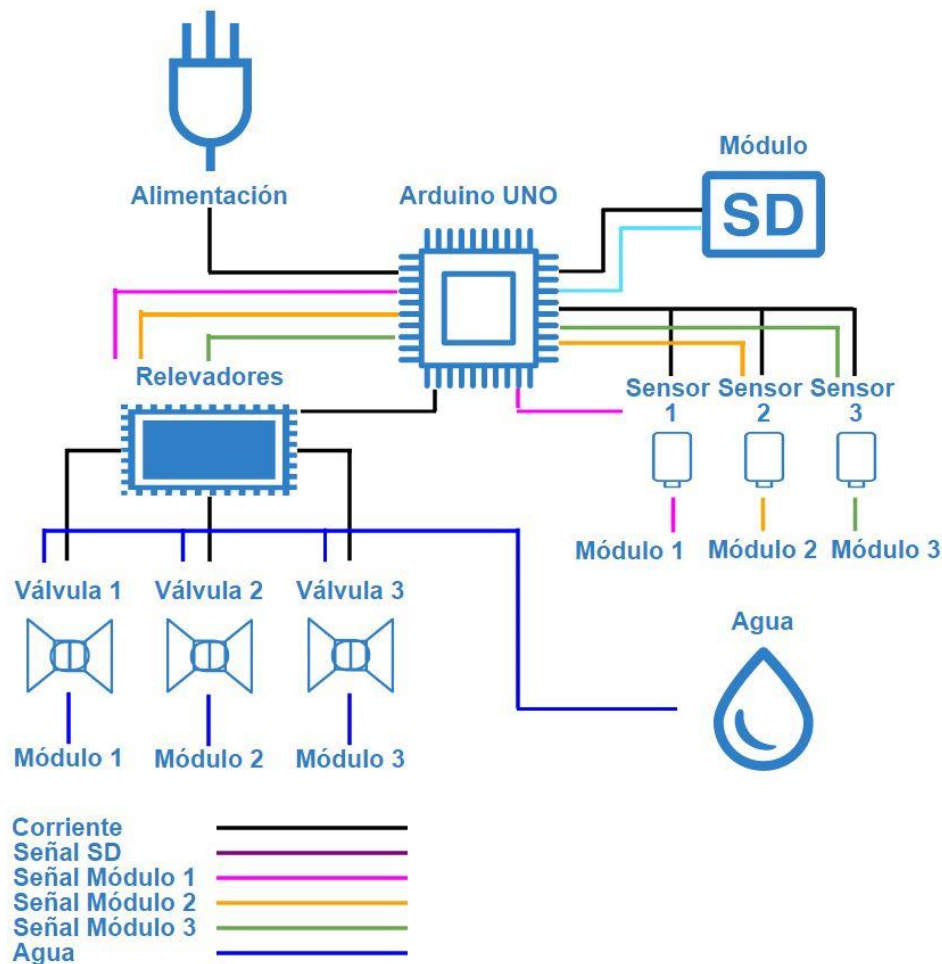 Alimentación
Arduino UNO
Módulo
SD
Relevadores
Sensor 1
Sensor 2
Sensor 3
Módulo 1
Módulo 2
Módulo 3
Válvula 1
Válvula 2
Válvula 3
Agua
Módulo 1
Módulo 2
Módulo 3
Corriente
Señal SD
Señal Módulo 1
Señal Módulo 2
Señal Módulo 3
Agua